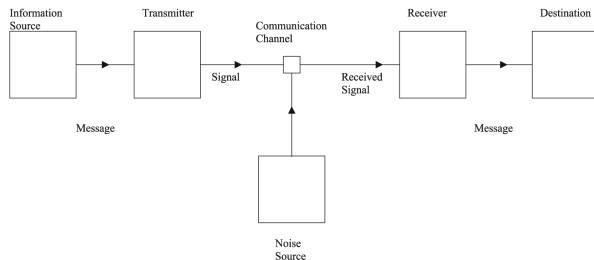 Information
Source
Transmitter
Communication
Channel
Receiver
Destination
Signal
Received
Signal
Message
Message
Noise
Source